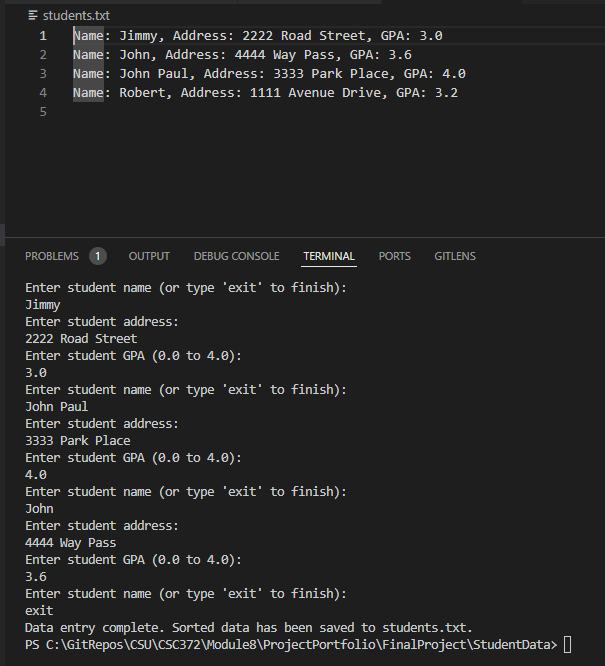 students.txt
1 Name: Jimmy, Address: 2222 Road Street, GPA: 3.0
2 Name: John, Address: 4444 Way Pass, GPA: 3.6
3 Name: John Paul, Address: 3333 Park Place, GPA: 4.0
4 Name: Robert, Address: 1111 Avenue Drive, GPA: 3.2
5
PROBLEMS 1 OUTPUT DEBUG CONSOLE TERMINAL PORTS GITLENS
Enter student name (or type 'exit' to finish):
Jimmy
Enter student address:
2222 Road Street
Enter student GPA (0.0 to 4.0):
3.0
Enter student name (or type 'exit' to finish):
John Paul
Enter student address:
3333 Park Place
Enter student GPA (0.0 to 4.0):
4.0
Enter student name (or type 'exit' to finish):
John
Enter student address:
4444 Way Pass
Enter student GPA (0.0 to 4.0):
3.6
Enter student name (or type 'exit' to finish):
exit
Data entry complete. Sorted data has been saved to students.txt.
PS C:\GitRepos\CSU\CSC372\Module8\ProjectPortfolio\FinalProject\StudentData>